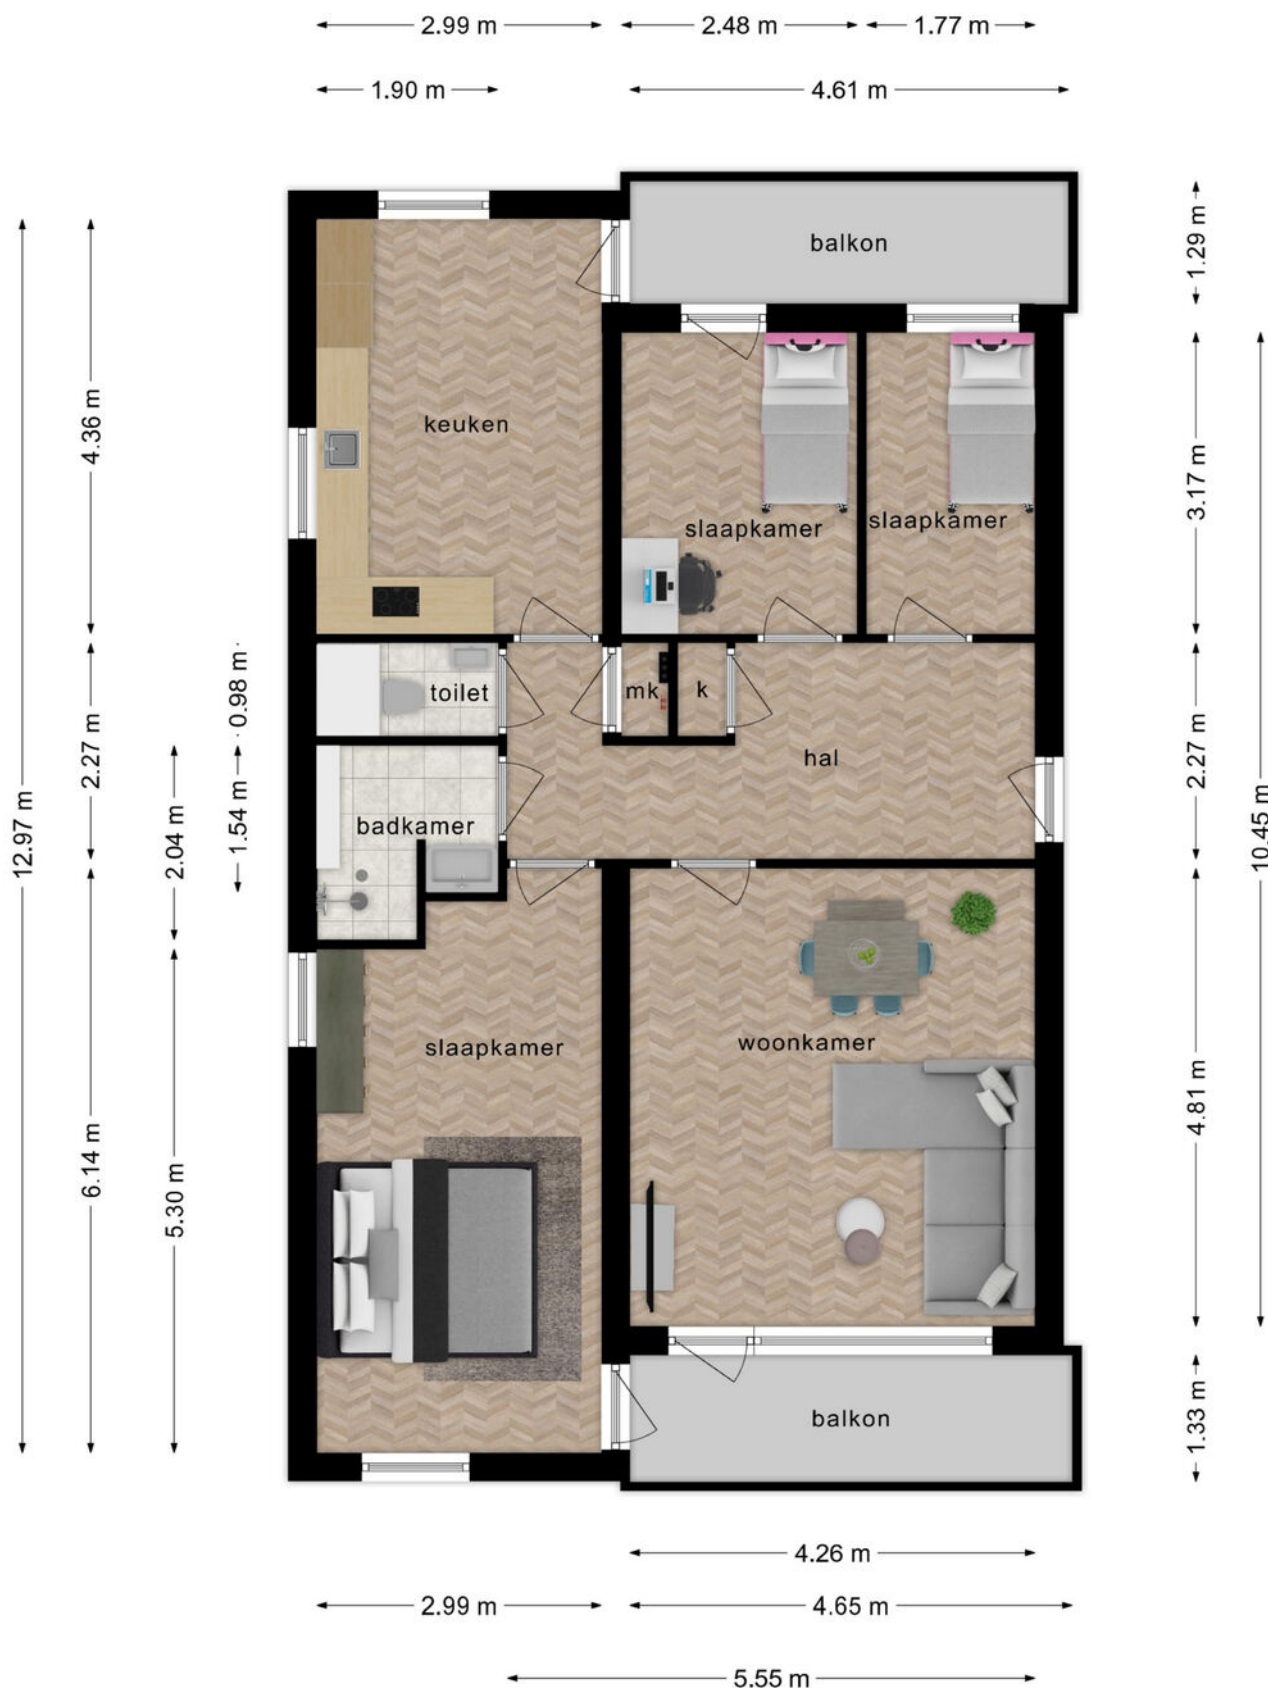 2.99 m
2.48 m
1.77 m
1.90 m
4.61 m
balkon
1.29 m
keuken
4.36 m
3.17 m
slaapkamer
slaapkamer
0.98 m
toilet
mk
k
2.27 m
2.27 m
hal
12.97 m
1.54 m
2.04 m
badkamer
10.45 m
slaapkamer
woonkamer
4.81 m
6.14 m
5.30 m
balkon
1.33 m
4.26 m
2.99 m
4.65 m
5.55 m